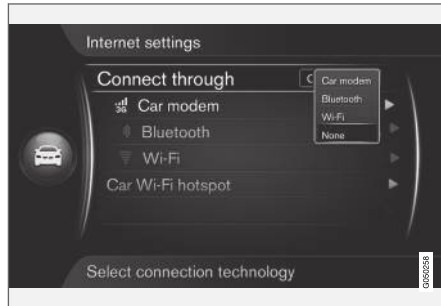 Internet settings
Connect through
C
Car modem
Bluetooth
Wi-Fi
None
3G
Car modem
Bluetooth
Wi-Fi
Car Wi-Fi hotspot
Select connection technology
G050258